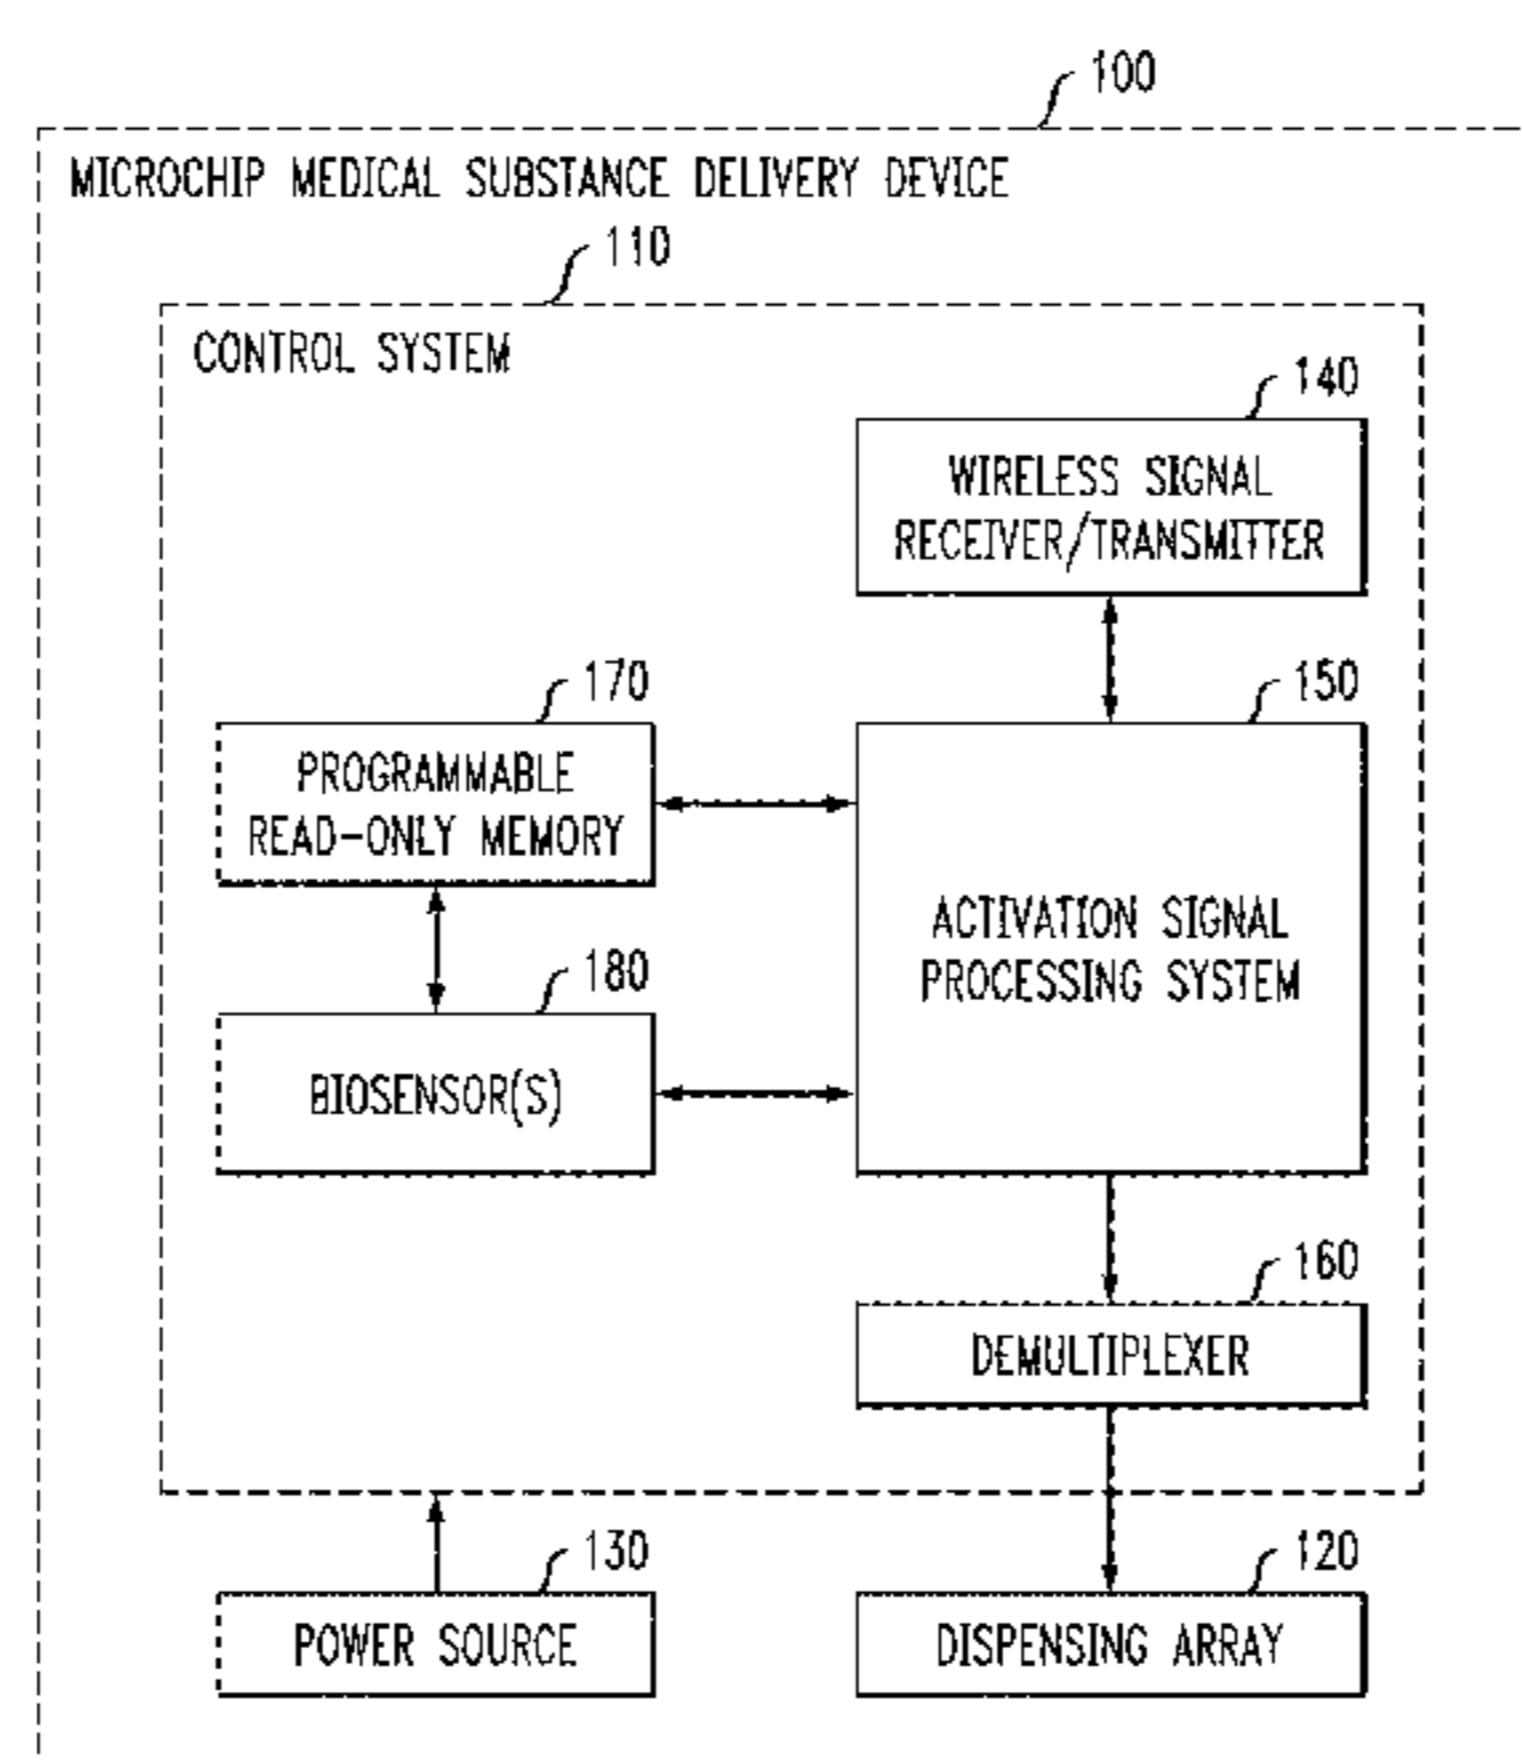 100
MICROCHIP MEDICAL SUBSTANCE DELIVERY DEVICE
110
CONTROL SYSTEM
140
WIRELESS SIGNAL
RECEIVER/TRANSMITTER
170
150
PROGRAMMABLE
READ-ONLY MEMORY
ACTIVATION SIGNAL
PROCESSING SYSTEM
180
BIOSENSOR(S)
160
DEMULTIPLEXER
130
120
POWER SOURCE
DISPENSING ARRAY